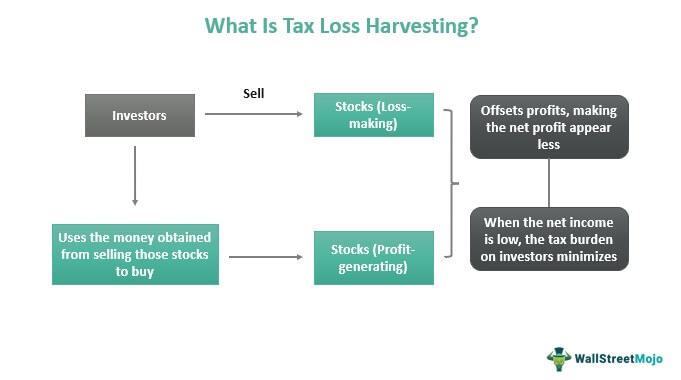 What Is Tax Loss Harvesting?
Investors
Sell
Stocks (Loss-
making)
Offsets profits, making
the net profit appear
less
Uses the money obtained
from selling those stocks
to buy
Stocks (Profit-
generating)
When the net income
is low, the tax burden
on investors minimizes
WallStreetMojo